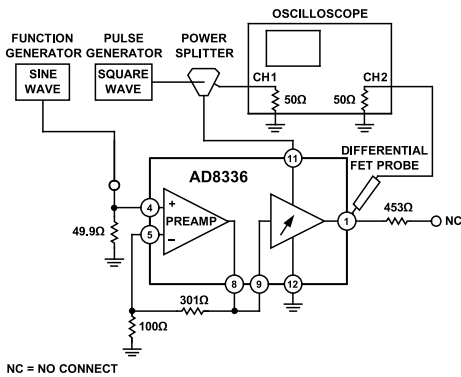 OSCILLOSCOPE
FUNCTION
GENERATOR
PULSE
GENERATOR
POWER
SPLITTER
SINE
WAVE
SQUARE
WAVE
CH1
CH2
50Ω
50Ω
DIFFERENTIAL
FET PROBE
11
AD8336
4
+
PREAMP
5
–
1
453Ω
NC
49.9Ω
8
9
12
301Ω
100Ω
NC = NO CONNECT